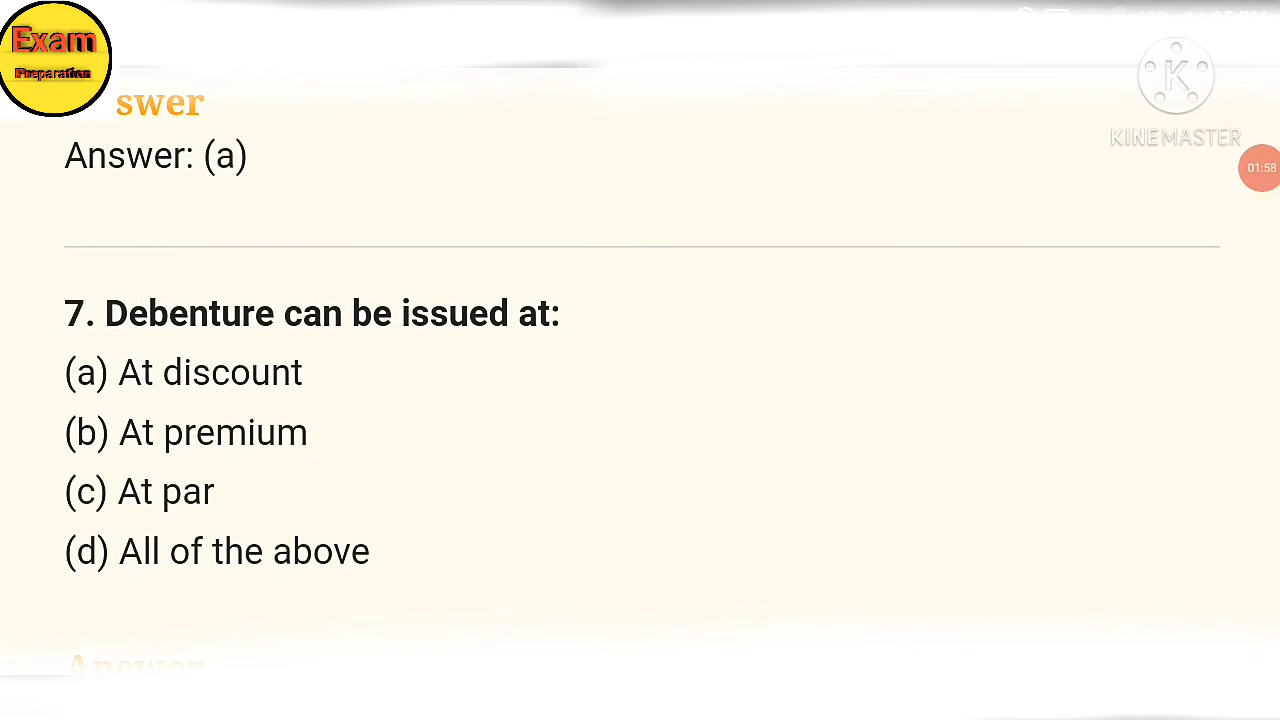 Exam
Preparation
swer
K
KINEMASTER
Answer: (a)
01:58
7. Debenture can be issued at:
(a) At discount
(b) At premium
(c) At par
(d) All of the above
Answer